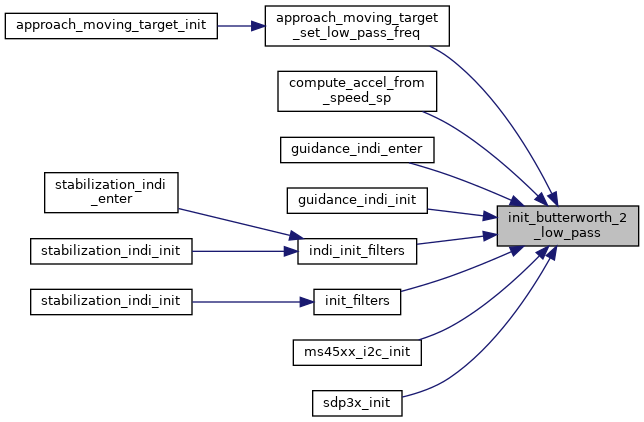 approach_moving_target_init
approach_moving_target
_set_low_pass_freq
compute_accel_from
_speed_sp
guidance_indi_enter
stabilization_indi
_enter
guidance_indi_init
init_butterworth_2
_low_pass
stabilization_indi_init
indi_init_filters
stabilization_indi_init
init_filters
ms45xx_i2c_init
sdp3x_init